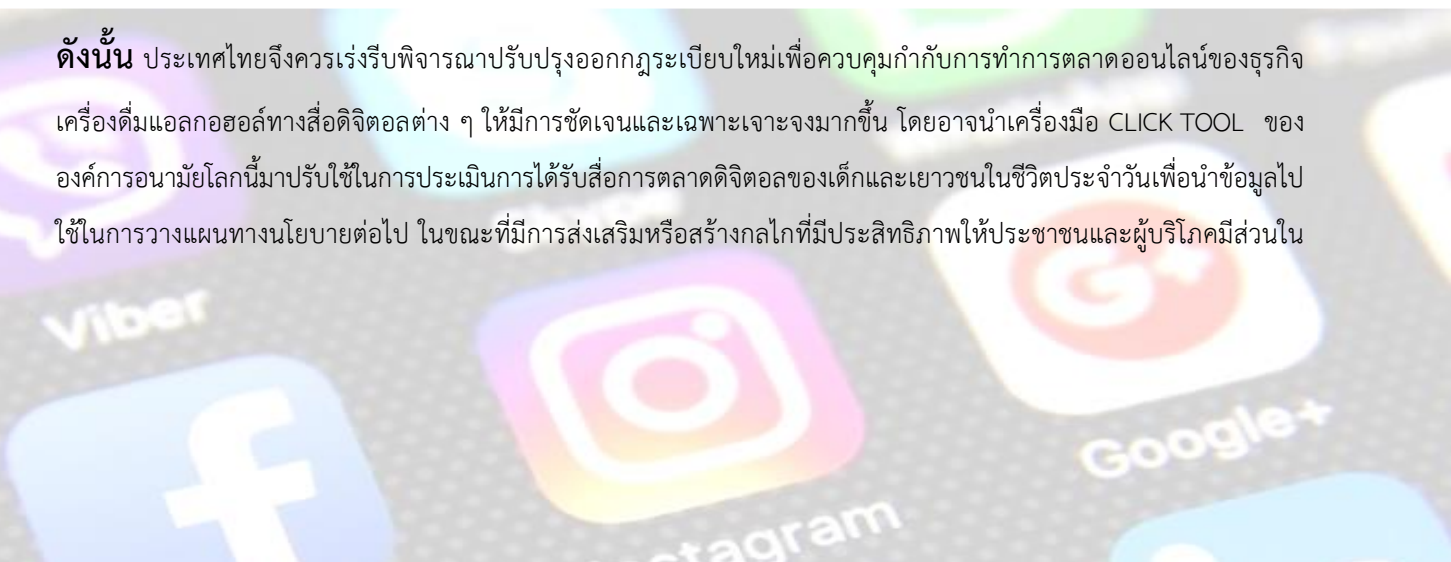 ดังนั้น ประเทศไทยจึงควรเร่งรีบพิจารณาปรับปรุงออกกฎระเบียบใหม่เพื่อควบคุมกำกับการทำการตลาดออนไลน์ของธุรกิจ
เครื่องดื่มแอลกอฮอล์ทางสื่อดิจิตอลต่าง ๆ ให้มีการชัดเจนและเฉพาะเจาะจงมากขึ้น โดยอาจนำเครื่องมือ CLICK TOOL ของ
องค์การอนามัยโลกนี้มาปรับใช้ในการประเมินการได้รับสื่อการตลาดดิจิตอลของเด็กและเยาวชนในชีวิตประจำวันเพื่อนำข้อมูลไป
ใช้ในการวางแผนทางนโยบายต่อไป ในขณะที่มีการส่งเสริมหรือสร้างกลไกที่มีประสิทธิภาพให้ประชาชนและผู้บริโภคมีส่วนใน
Skype
Viber
G+
Google+
f
Instagram